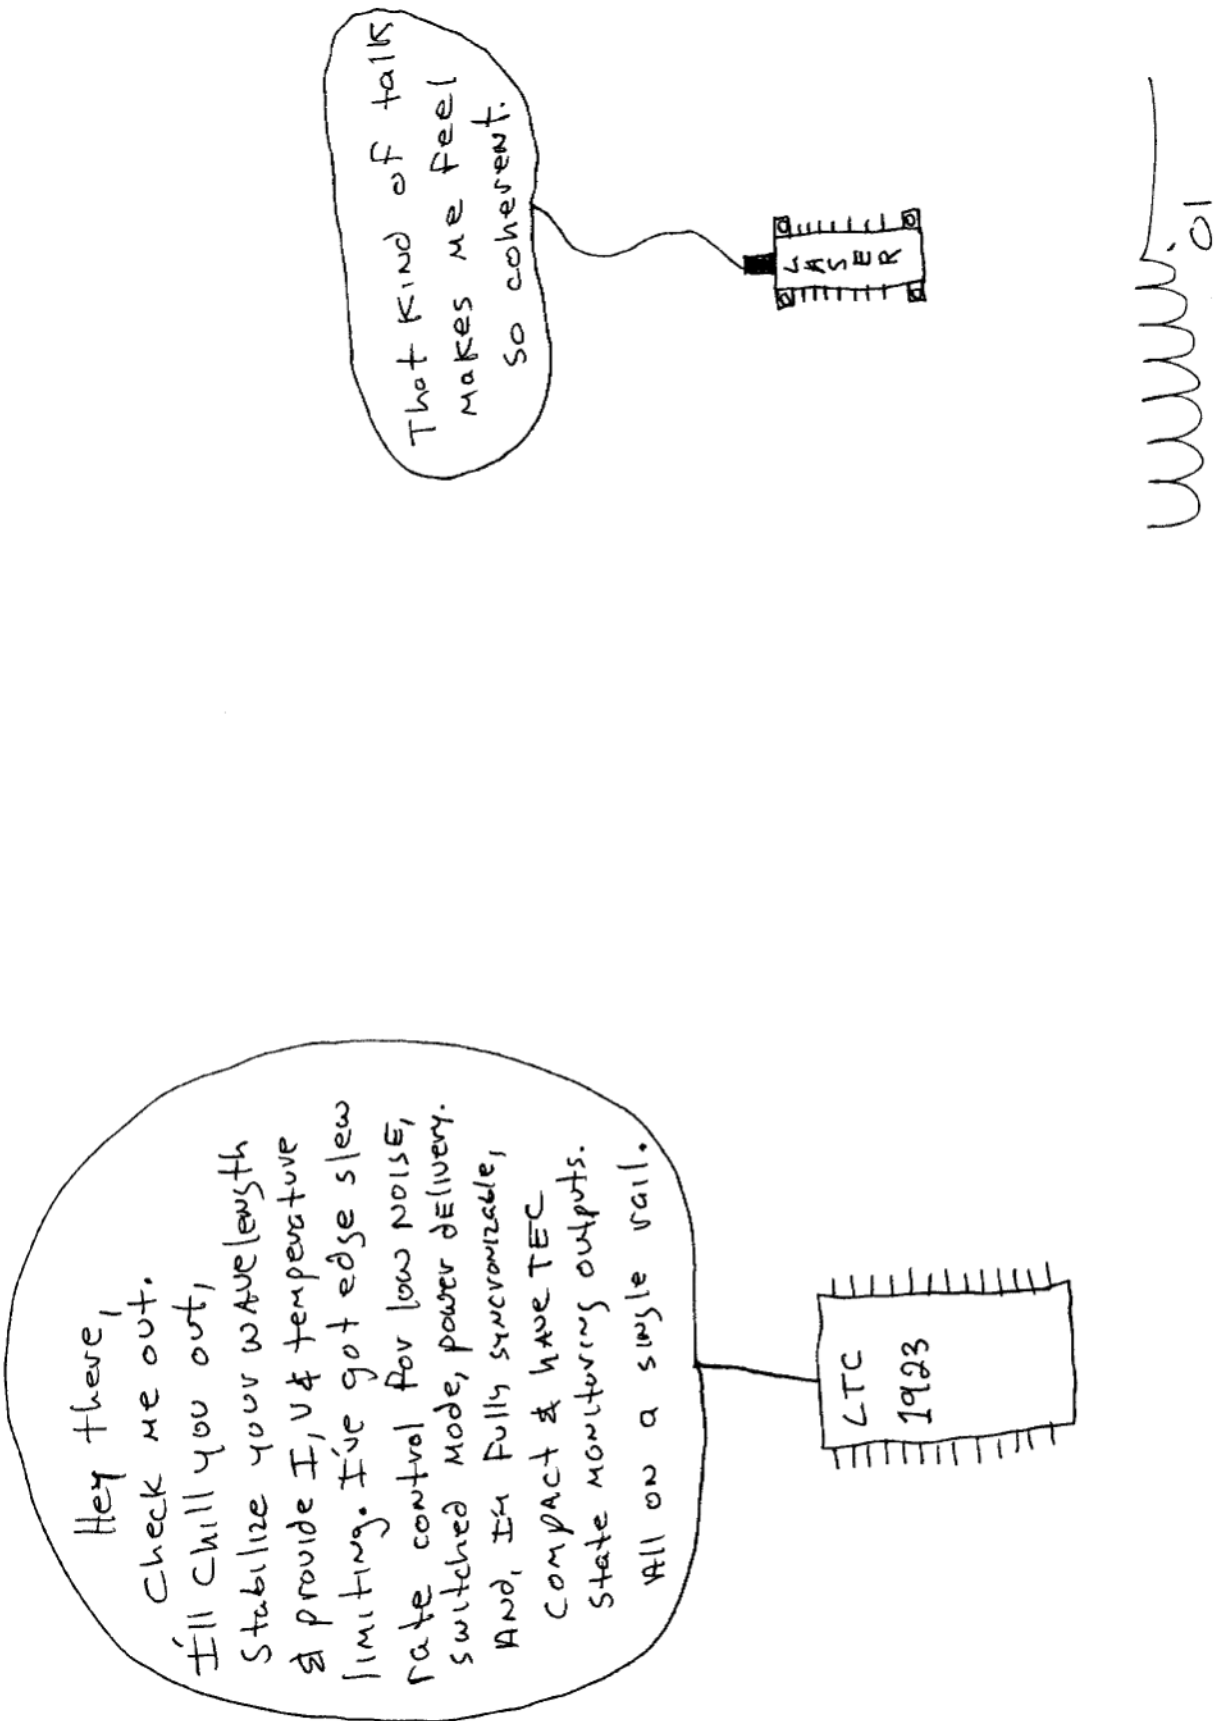 Hey there,
Check me out.
I'll Chill you out,
Stabilize your wavelength
& provide I, V & temperature
limiting. I've got edge slew
rate control for low noise,
switched mode, power delivery.
And, I'm fully syncronizable,
compact & have TEC
state monitoring outputs.
All on a single rail.
LTC
1923
That kind of talk
makes me feel
so coherent.
LASER
'01